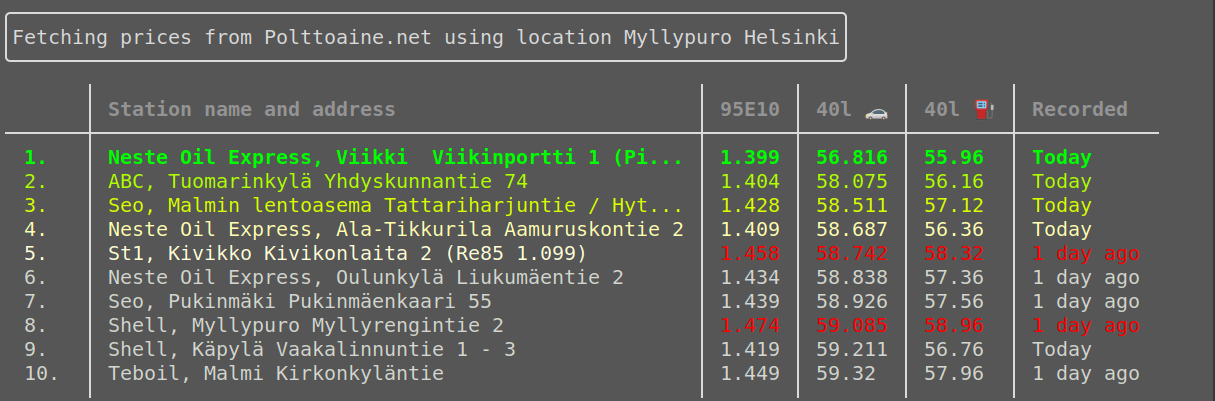 Fetching prices from Polttoaine.net using location Myllypuro Helsinki
Station name and address 95E10 40l 🚗 40l ⛽ Recorded
1. Neste Oil Express, Viikki  Viikinportti 1 (Pi... 1.399 56.816 55.96 Today
2. ABC, Tuomarinkylä Yhdyskunnantie 74 1.404 58.075 56.16 Today
3. Seo, Malmin lentoasema Tattariharjuntie / Hyt... 1.428 58.511 57.12 Today
4. Neste Oil Express, Ala-Tikkurila Aamuruskontie 2 1.409 58.687 56.36 Today
5. St1, Kivikko Kivikonlaita 2 (Re85 1.099) 1.458 58.742 58.32 1 day ago
6. Neste Oil Express, Oulunkylä Liukumäentie 2 1.434 58.838 57.36 1 day ago
7. Seo, Pukinmäki Pukinmäenkaari 55 1.439 58.926 57.56 1 day ago
8. Shell, Myllypuro Myllyrengintie 2 1.474 59.085 58.96 1 day ago
9. Shell, Käpylä Vaakalinnuntie 1 - 3 1.419 59.211 56.76 Today
10. Teboil, Malmi Kirkonkyläntie 1.449 59.32 57.96 1 day ago